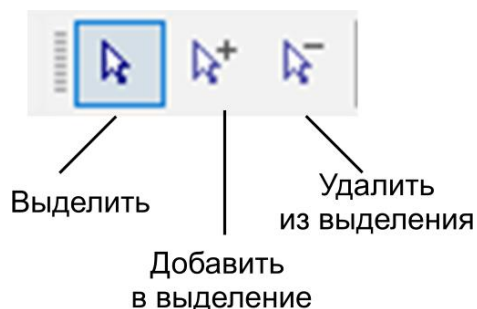 Выделить
Удалить
из выделения
Добавить
в выделение